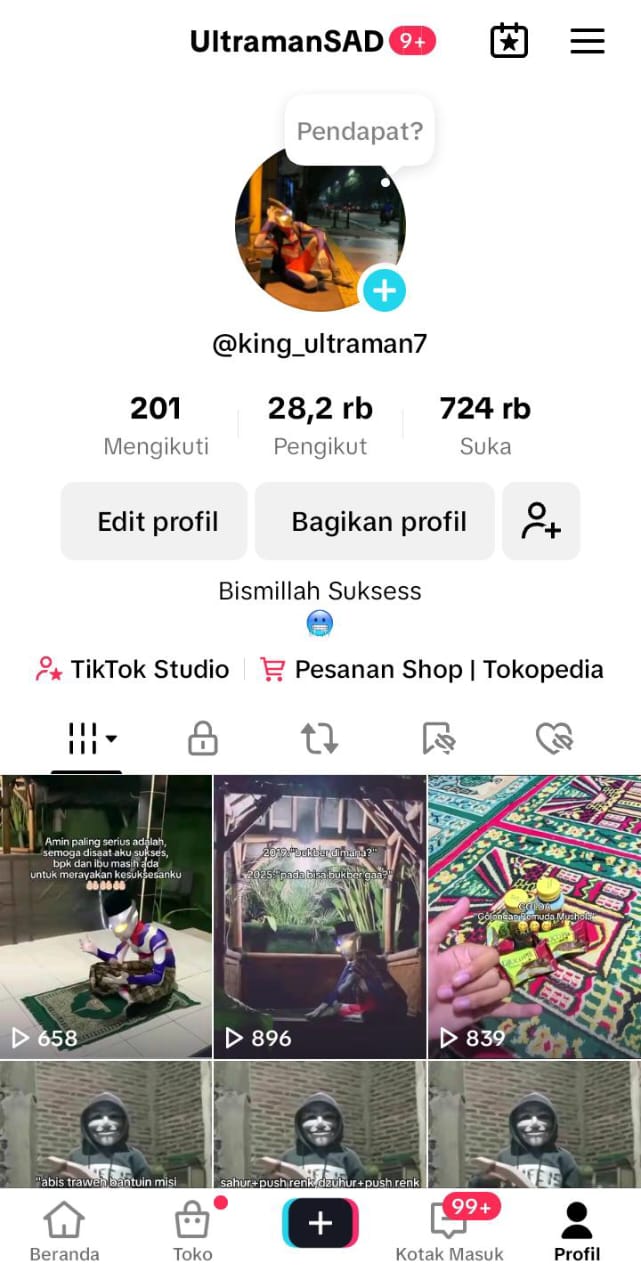 UltramanSAD 9+
Pendapat?
@king_ultraman7
201 28,2 rb 724 rb
Mengikuti Pengikut Suka
Edit profil Bagikan profil
Bismillah Suksess
TikTok Studio Pesanan Shop | Tokopedia
Amin paling serius adalah,
semoga disaat aku sukses,
bpk dan ibu masih ada
untuk merayakan kesuksesanku
658
2019:"bukber dimana?"
2025:"pada bisa bukber gaa?"
896
GOLDA
"Golongan Pemuda Mushola"
839
"abis traweh bantuin misi
sahur+push renk,dzuhur+push renk
Beranda Toko Kotak Masuk 99+ Profil